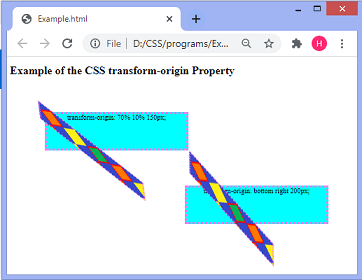 Example.html
File | D:/CSS/programs/Ex...
H
Example of the CSS transform-origin Property
transform-origin: 70% 10% 150px;
-origin: bottom right 200px;